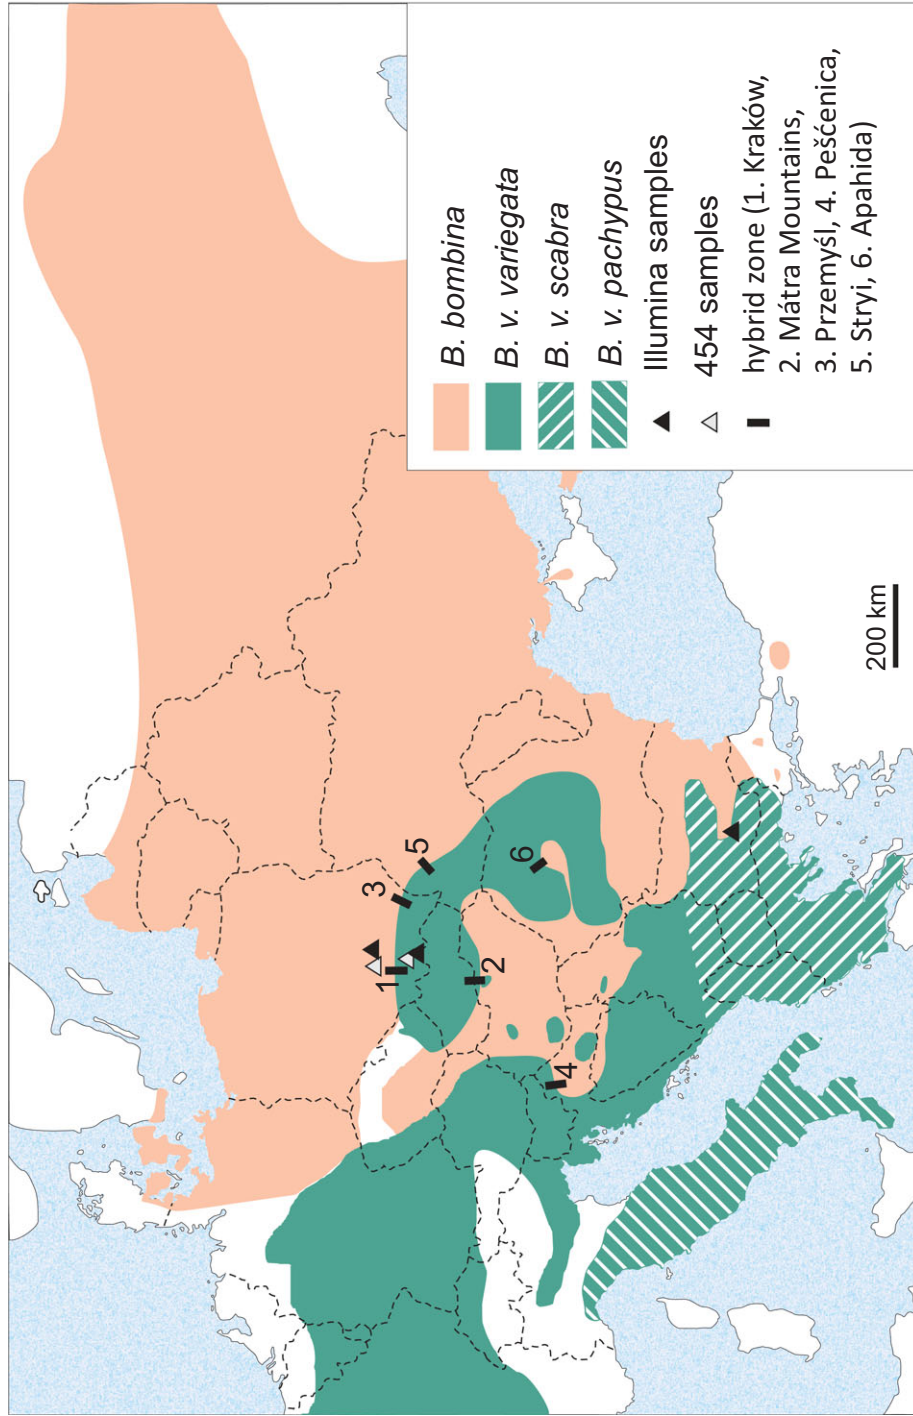 B. bombina
B. v. variegata
B. v. scabra
B. v. pachypus
Illumina samples
454 samples
hybrid zone (1. Kraków,
2. Mátra Mountains,
3. Przemyśl, 4. Pešćenica,
5. Stryi, 6. Apahida)
200 km
1
2
3
4
5
6